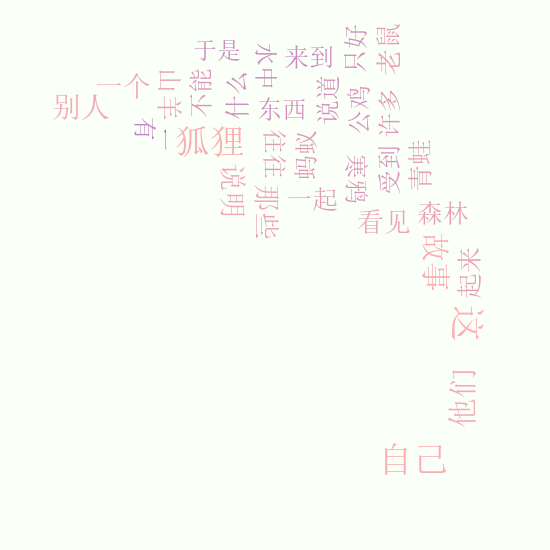 于是
水中
来到
只好
老鼠
一个
山羊
不能
什么
东西
说道
公鸡
许多
别人
有一
狐狸
往往
蚂蚁
寒鸦
受到
青蛙
说明
那些
一起
看见
森林
故事
起来
这
他们
自己